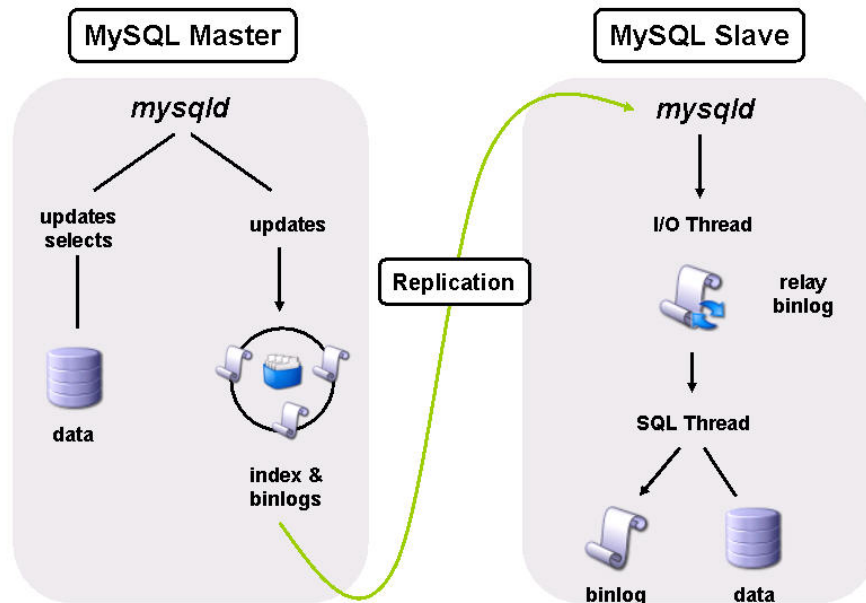 MySQL Master
mysqld
updates
selects
updates
data
index &
binlogs
Replication
MySQL Slave
mysqld
I/O Thread
relay
binlog
SQL Thread
binlog
data